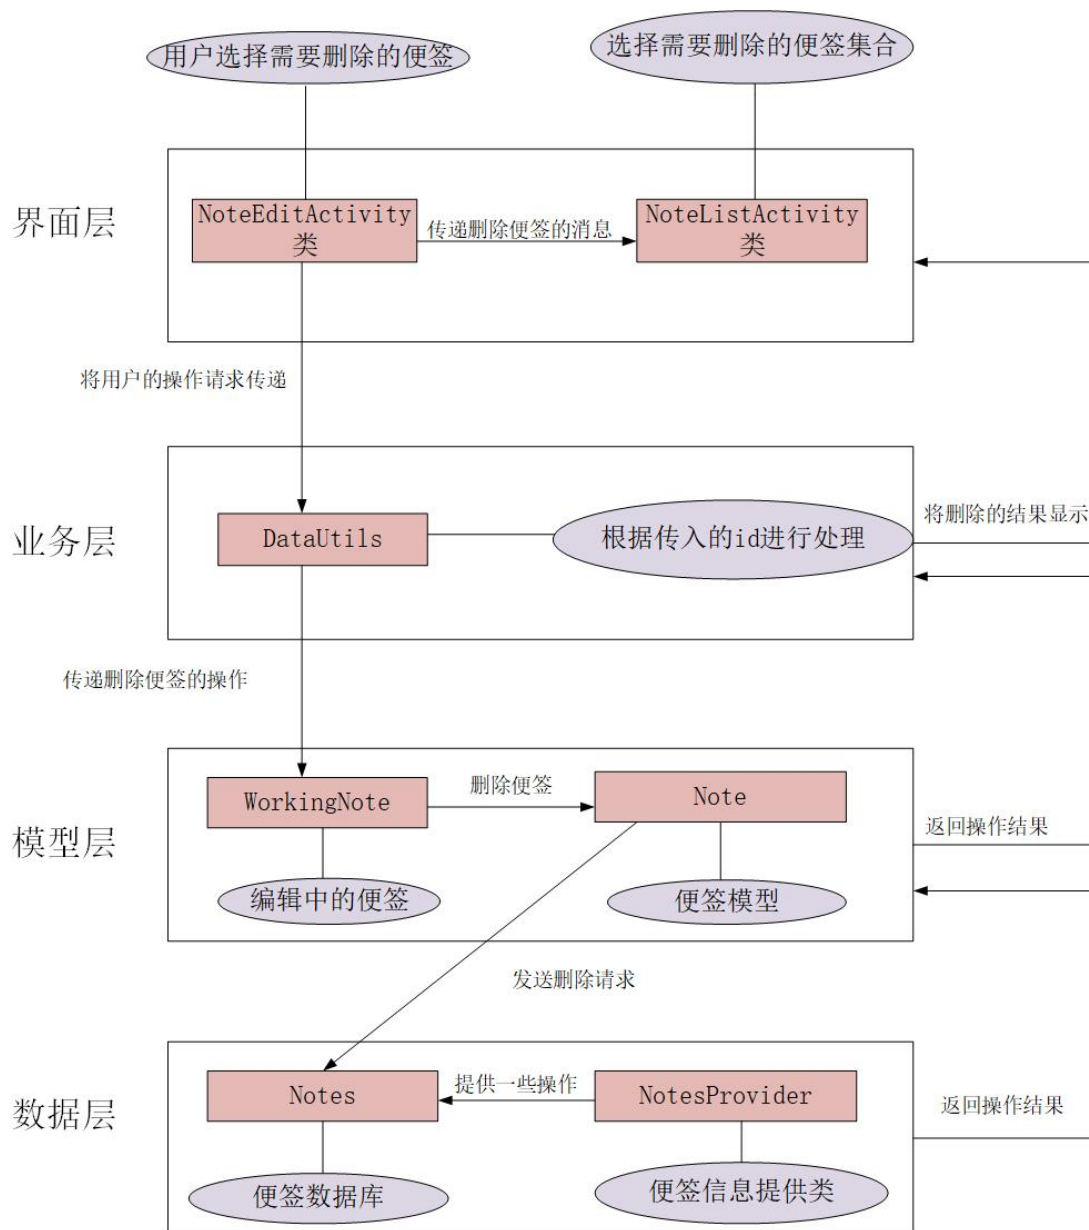 用户选择需要删除的便签
选择需要删除的便签集合
界面层
NoteEditActivity
类
传递删除便签的消息
NoteListActivity
类
将用户的操作请求传递
业务层
DataUtils
根据传入的id进行处理
将删除的结果显示
传递删除便签的操作
模型层
WorkingNote
删除便签
Note
返回操作结果
编辑中的便签
便签模型
发送删除请求
数据层
Notes
提供一些操作
NotesProvider
返回操作结果
便签数据库
便签信息提供类